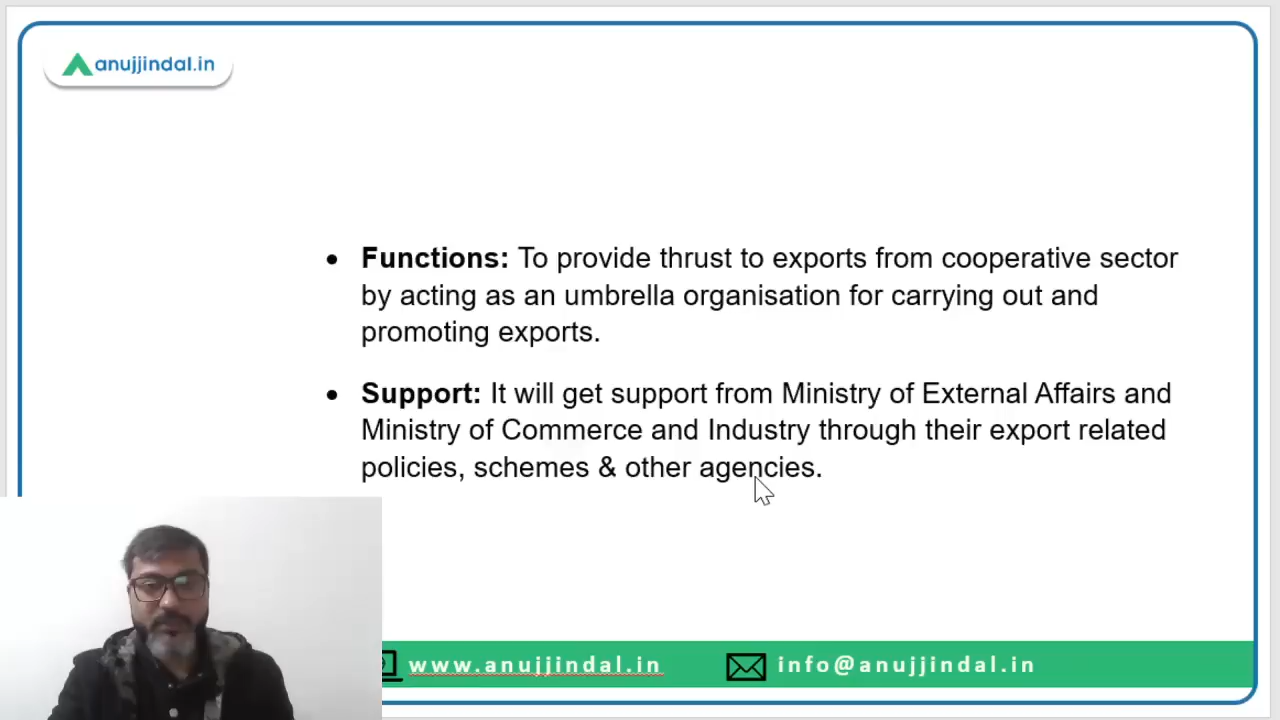 anujjindal.in
• Functions: To provide thrust to exports from cooperative sector
by acting as an umbrella organisation for carrying out and
promoting exports.
• Support: It will get support from Ministry of External Affairs and
Ministry of Commerce and Industry through their export related
policies, schemes & other agencies.
www.anujjindal.in info@anujjindal.in